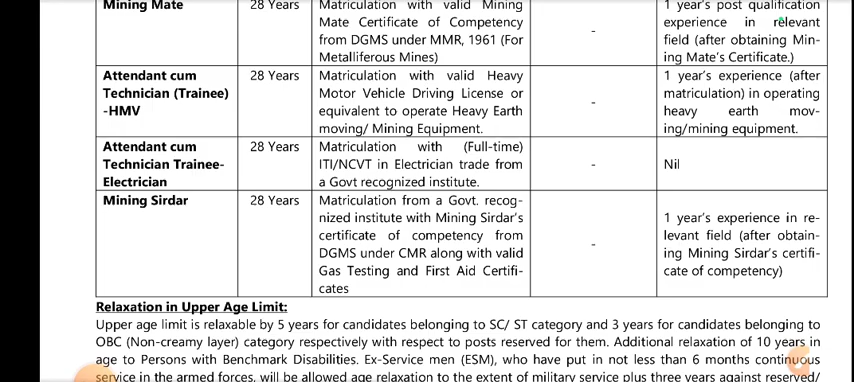 Mining Mate 28 Years Matriculation with valid Mining - 1 year's post qualification
Mate Certificate of Competency experience in relevant
from DGMS under MMR, 1961 (For field (after obtaining Min-
Metalliferous Mines) ing Mate's Certificate.)
Attendant cum 28 Years Matriculation with valid Heavy - 1 year's experience (after
Technician (Trainee) Motor Vehicle Driving License or matriculation) in operating
-HMV equivalent to operate Heavy Earth heavy earth mov-
moving/ Mining Equipment. ing/mining equipment.
Attendant cum 28 Years Matriculation with (Full-time) - Nil
Technician Trainee- ITI/NCVT in Electrician trade from
Electrician a Govt recognized institute.
Mining Sirdar 28 Years Matriculation from a Govt. recog- - 1 year's experience in re-
nized institute with Mining Sirdar's levant field (after obtain-
certificate of competency from ing Mining Sirdar's certifi-
DGMS under CMR along with valid cate of competency)
Gas Testing and First Aid Certifi-
cates
Relaxation in Upper Age Limit:
Upper age limit is relaxable by 5 years for candidates belonging to SC/ ST category and 3 years for candidates belonging to
OBC (Non-creamy layer) category respectively with respect to posts reserved for them. Additional relaxation of 10 years in
age to Persons with Benchmark Disabilities. Ex-Service men (ESM), who have put in not less than 6 months continuous
service in the armed forces, will be allowed age relaxation to the extent of military service plus three years against reserved/